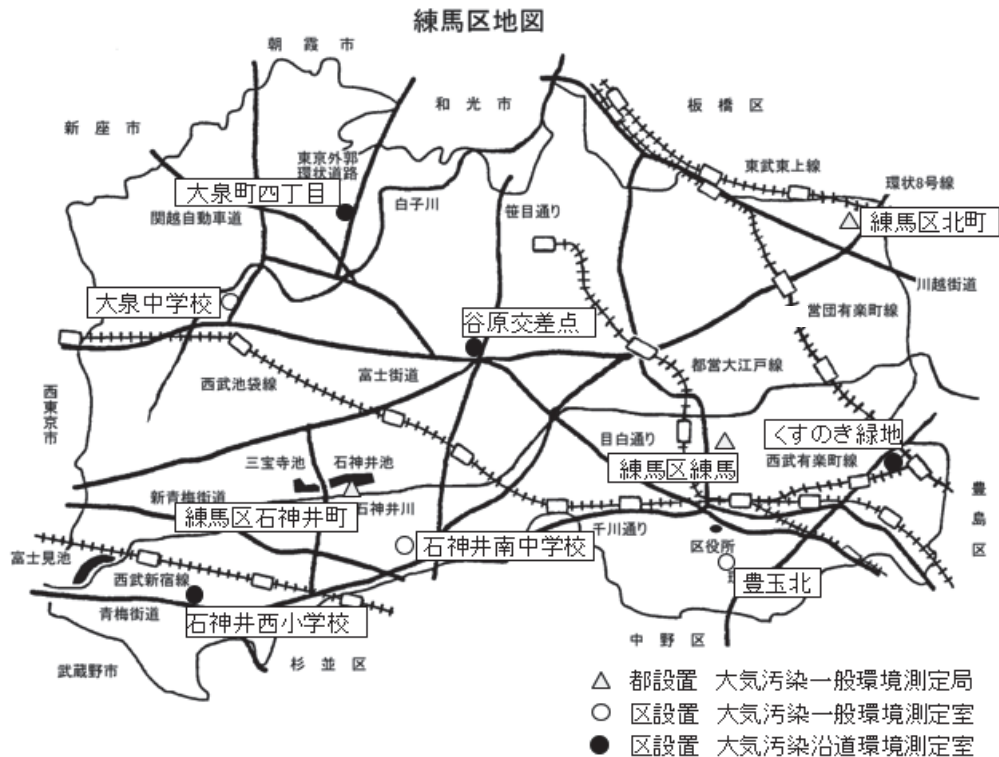 練馬区地図
朝霞市
和光市
板橋区
新座市
東京外郭
環状道路
東武東上線
環状8号線
大泉町四丁目
関越自動車道
白子川
笹目通り
練馬区北町
川越街道
大泉中学校
谷原交差点
営団有楽町線
西武池袋線
富士街道
都営大江戸線
西東京市
目白通り
くすのき緑地
三宝寺池
石神井池
練馬区練馬
西武有楽町線
新青梅街道
石神井川
練馬区石神井町
豊島区
千川通り
石神井南中学校
区役所
富士見池
西武新宿線
豊玉北
青梅街道
石神井西小学校
中野区
武蔵野市
杉並区
△ 都設置 大気汚染一般環境測定局
○ 区設置 大気汚染一般環境測定室
● 区設置 大気汚染沿道環境測定室